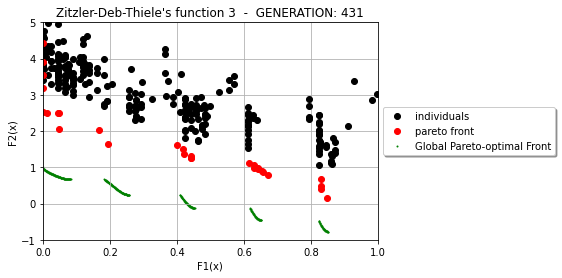 Zitzler-Deb-Thiele's function 3 - GENERATION: 431
5
4
3
2
1
0
−1
F2(x)
0.0 0.2 0.4 0.6 0.8 1.0
F1(x)
individuals
pareto front
Global Pareto-optimal Front